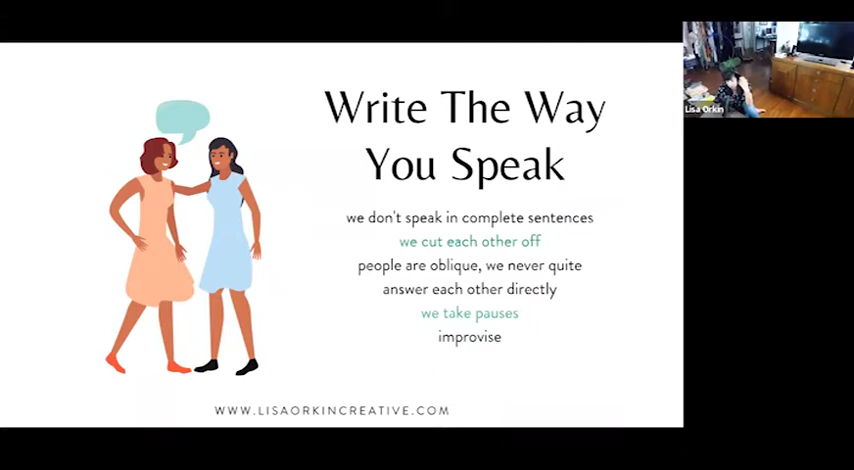 Write The Way
You Speak
we don't speak in complete sentences
we cut each other off
people are oblique, we never quite
answer each other directly
we take pauses
improvise
WWW.LISAORKINCREATIVE.COM
Lisa Orkin